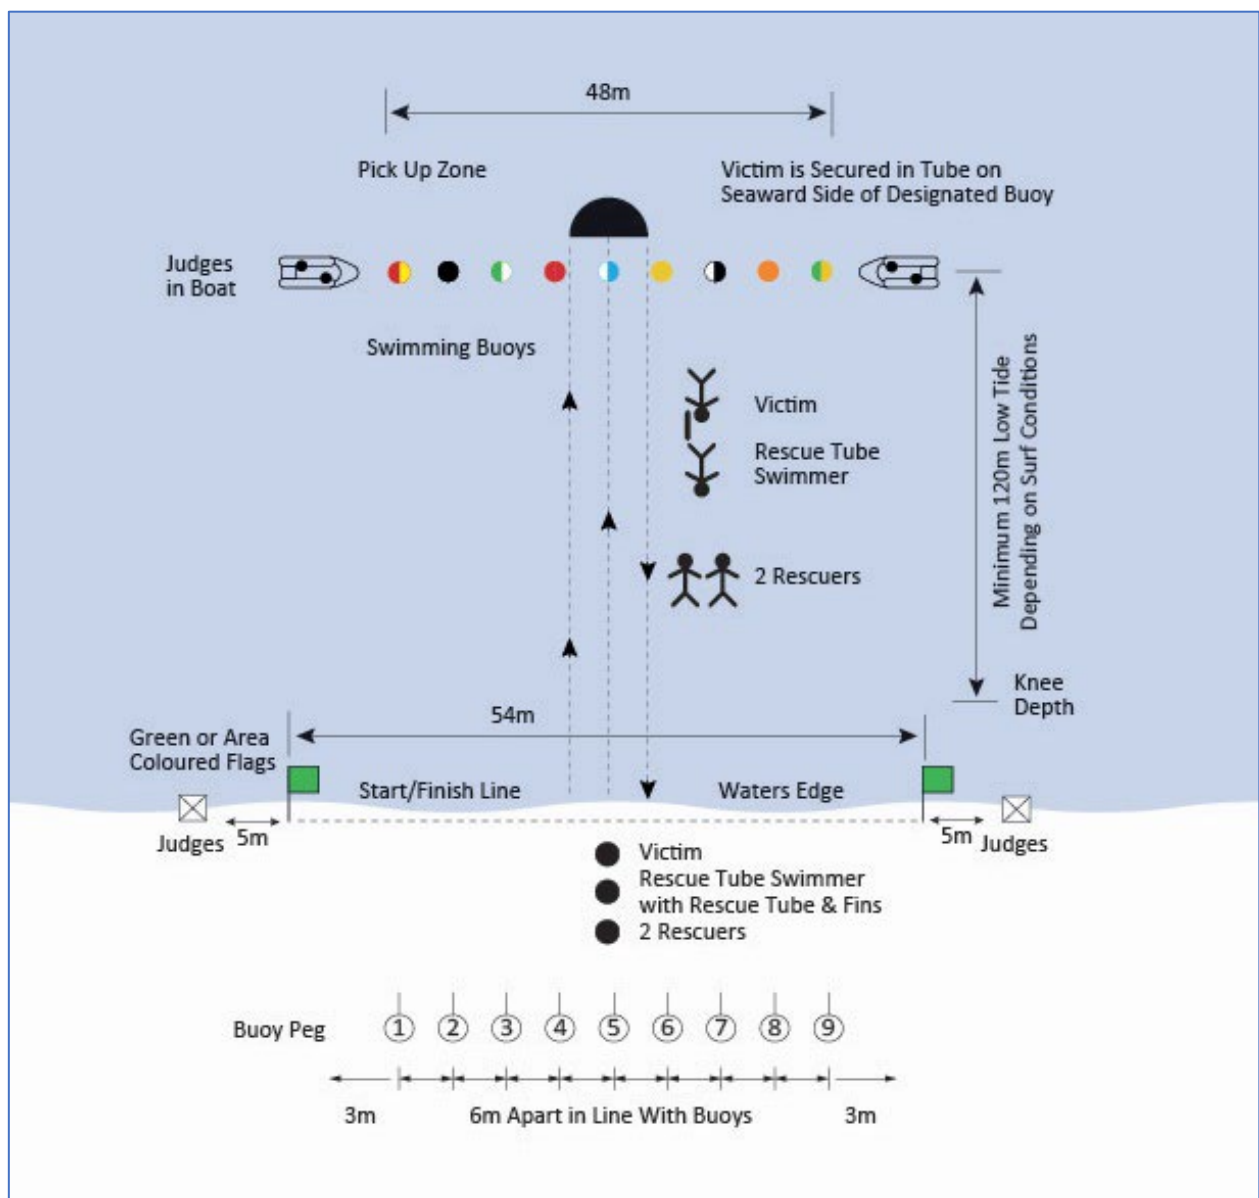 48m
Pick Up Zone
Victim is Secured in Tube on
Seaward Side of Designated Buoy
Judges
in Boat
Swimming Buoys
Victim
Rescue Tube
Swimmer
2 Rescuers
Minimum 120m Low Tide
Depending on Surf Conditions
Knee
Depth
54m
Green or Area
Coloured Flags
Start/Finish Line
Waters Edge
Judges
5m
5m
Judges
Victim
Rescue Tube Swimmer
with Rescue Tube & Fins
2 Rescuers
Buoy Peg
1 2 3 4 5 6 7 8 9
3m
6m Apart in Line With Buoys
3m